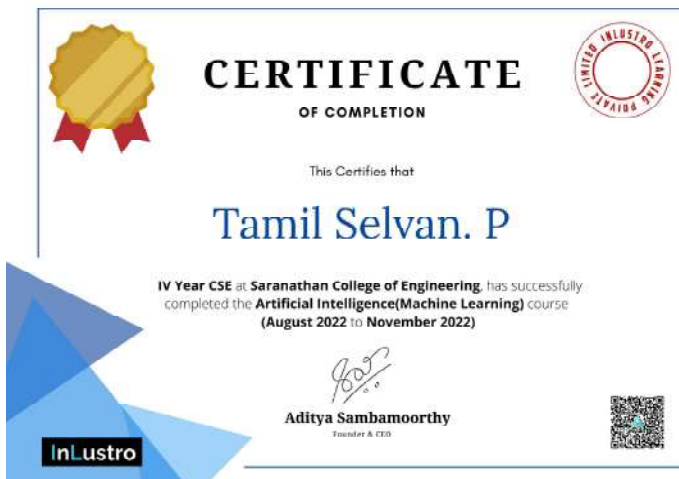 CERTIFICATE
OF COMPLETION
INLUSTRO LEARNING PRIVATE LIMITED
This Certifies that
Tamil Selvan. P
IV Year CSE at Saranathan College of Engineering, has successfully
completed the Artificial Intelligence(Machine Learning) course
(August 2022 to November 2022)
Aditya Sambamoorthy
Founder & CEO
InLustro